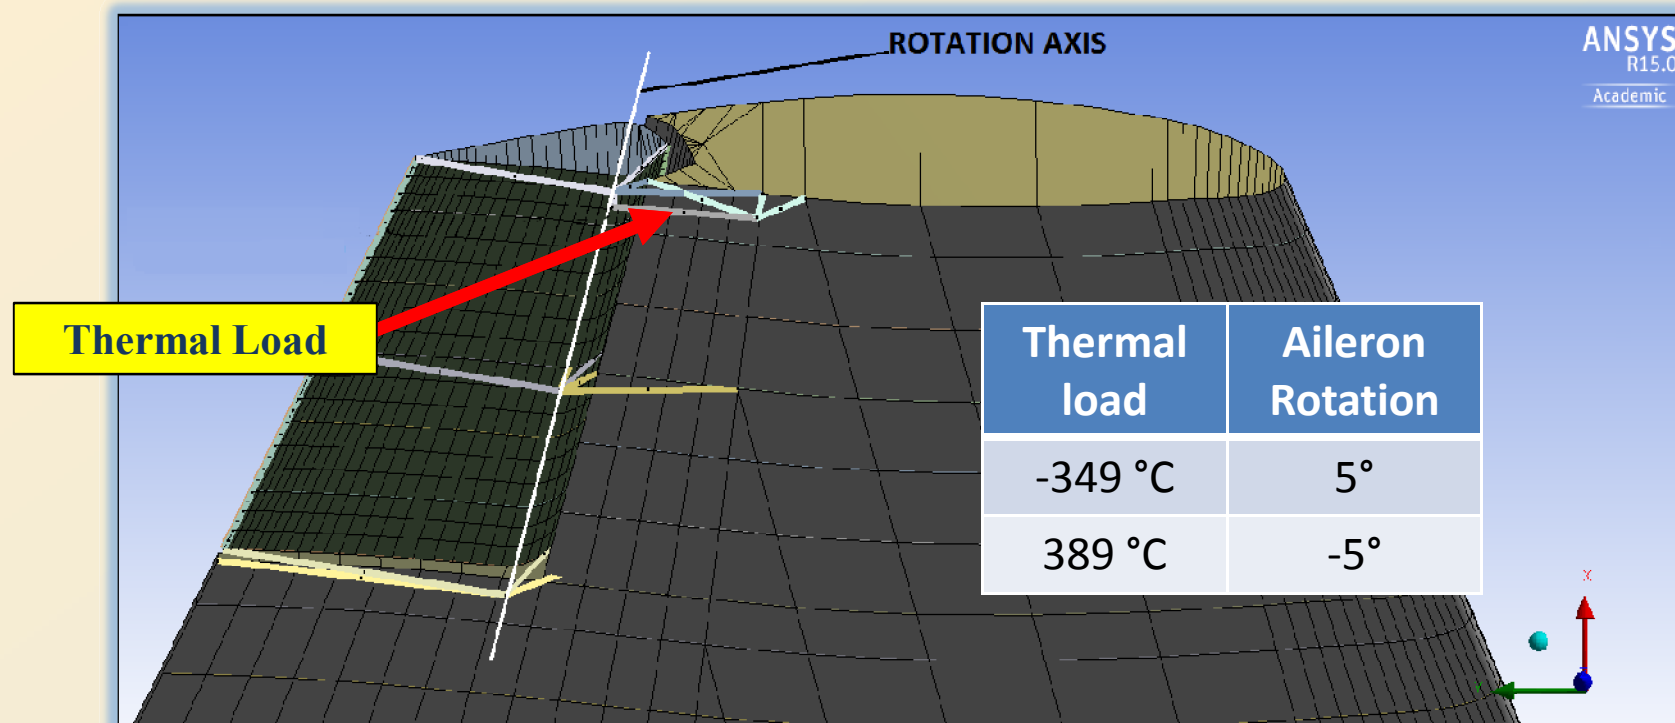 ROTATION AXIS
ANSYS
R15.0
Academic
Thermal Load
Thermal load
Aileron Rotation
-349 °C
5°
389 °C
-5°
X